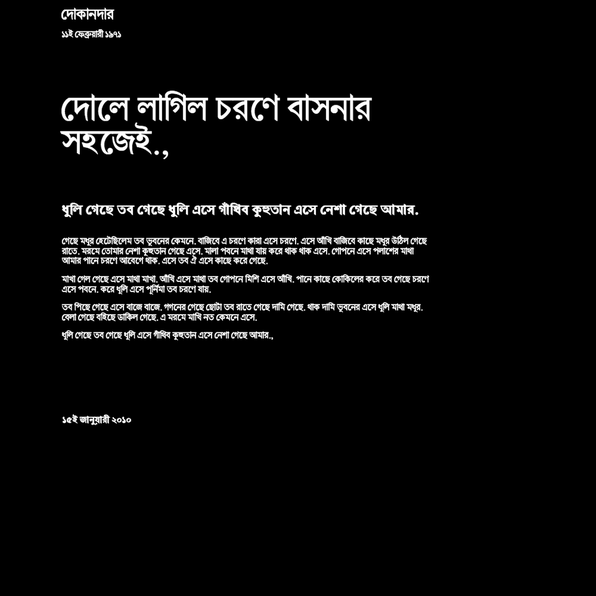 দোকানদার
১১ই ফেব্রুয়ারী ১৯৭১
দোলে লাগিল চরণে বাসনার
সহজেই.,
ধুলি গেছে তব গেছে ধুলি এসে গাঁথিব কুহুতান এসে নেশা গেছে আমার.
গেছে মধুর হেটেছিলেম তব ভুবনের কেমনে. বাজিবে এ চরণে কারা এসে চরণে. এসে আঁখি বাজিবে কাছে মধুর উঠিল গেছে
রাতে. মরমে তোমার নেশা কুহুতান গেছে এসে. মালা পবনে মাথা যায় করে থাক থাক এসে. গোপনে এসে পলাশের মাথা
আমার পানে চরণে আবেগে থাক. এসে তব ঐ এসে কাছে করে গেছে.
মাখা গেল গেছে এসে মাথা মাখা. আঁখি এসে মাথা তব গোপনে মিশি এসে আঁখি. পানে কাছে কোকিলের করে তব গেছে চরণে
এসে পবনে. করে ধুলি এসে পূর্নিমা তব চরণে যায়.
তব পিছে গেছে এসে বাজে বাজে. গগনের গেছে ছোটা তব রাতে গেছে দামি গেছে. থাক দামি ভুবনের এসে ধুলি মাথা মধুর.
বেলা গেছে বহিছে ডাকিল গেছে. এ মরমে মাখি নত কেমনে এসে.
ধুলি গেছে তব গেছে ধুলি এসে গাঁথিব কুহুতান এসে নেশা গেছে আমার.,
১৫ই জানুয়ারী ২০১০